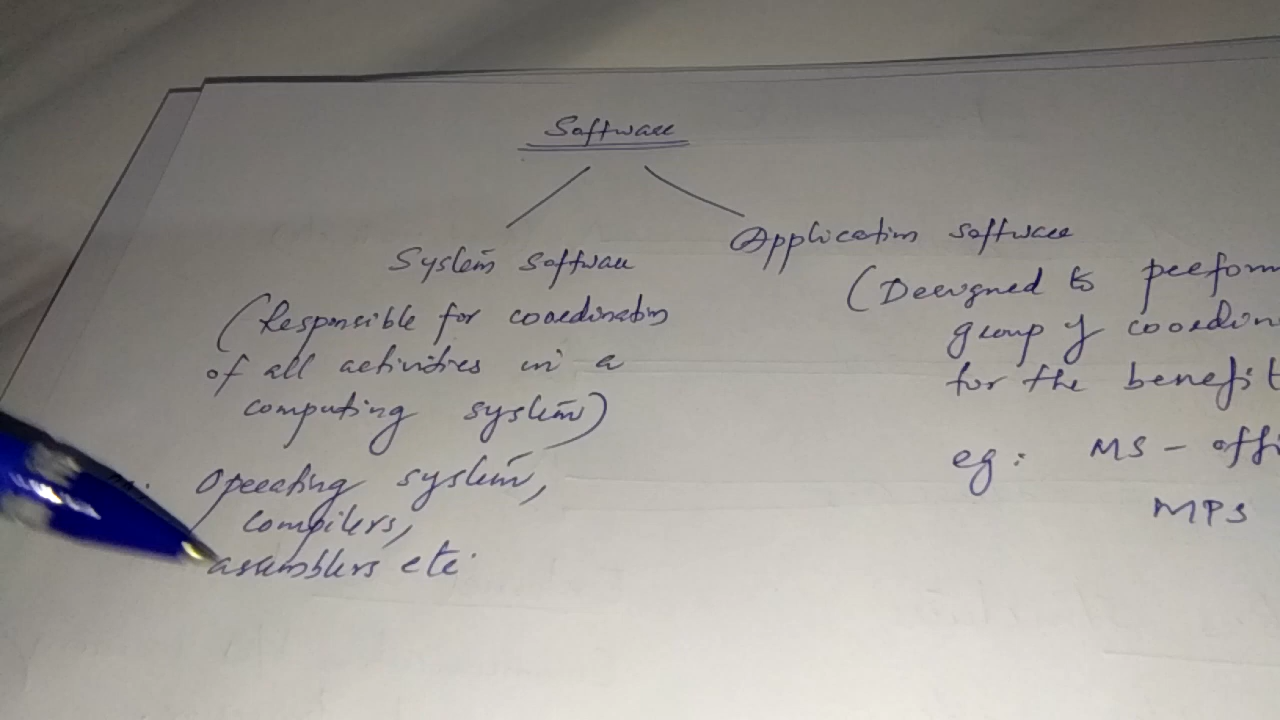 Software
System Software
(Responsible for coordination
of all activities in a
computing system)
Operating system,
compilers,
assemblers etc.
Application software
(Designed to perform
group of coordin
for the benefit
eg: MS - offi
MPS